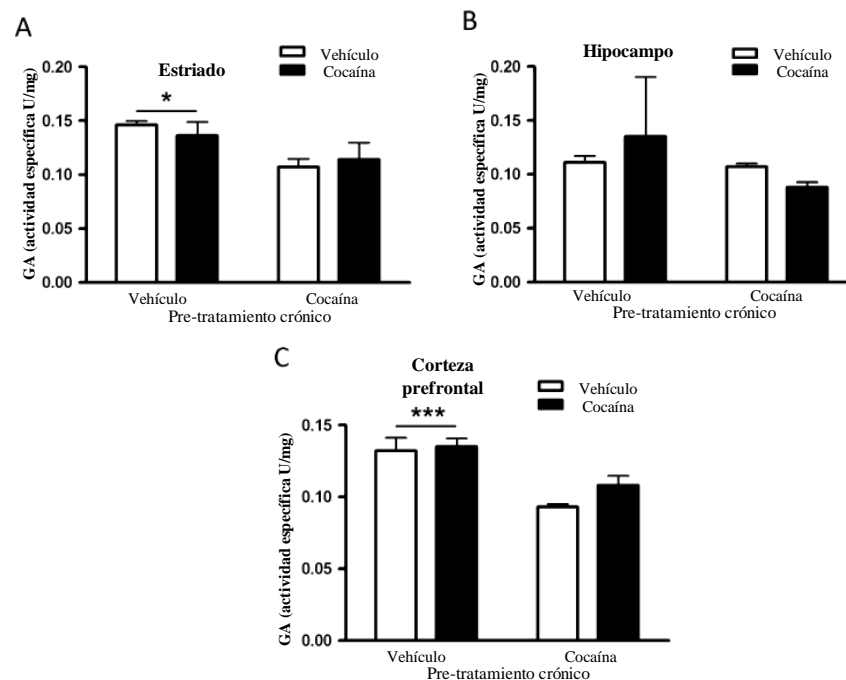 A
Estriado
Vehículo
Cocaína
*
GA (actividad específica U/mg)
0.20
0.15
0.10
0.05
0.00
Vehículo
Cocaína
Pre-tratamiento crónico
B
Hipocampo
Vehículo
Cocaína
GA (actividad específica U/mg)
0.20
0.15
0.10
0.05
0.00
Vehículo
Cocaína
Pre-tratamiento crónico
C
Corteza
prefrontal
Vehículo
Cocaína
***
GA (actividad específica U/mg)
0.15
0.10
0.05
0.00
Vehículo
Cocaína
Pre-tratamiento crónico